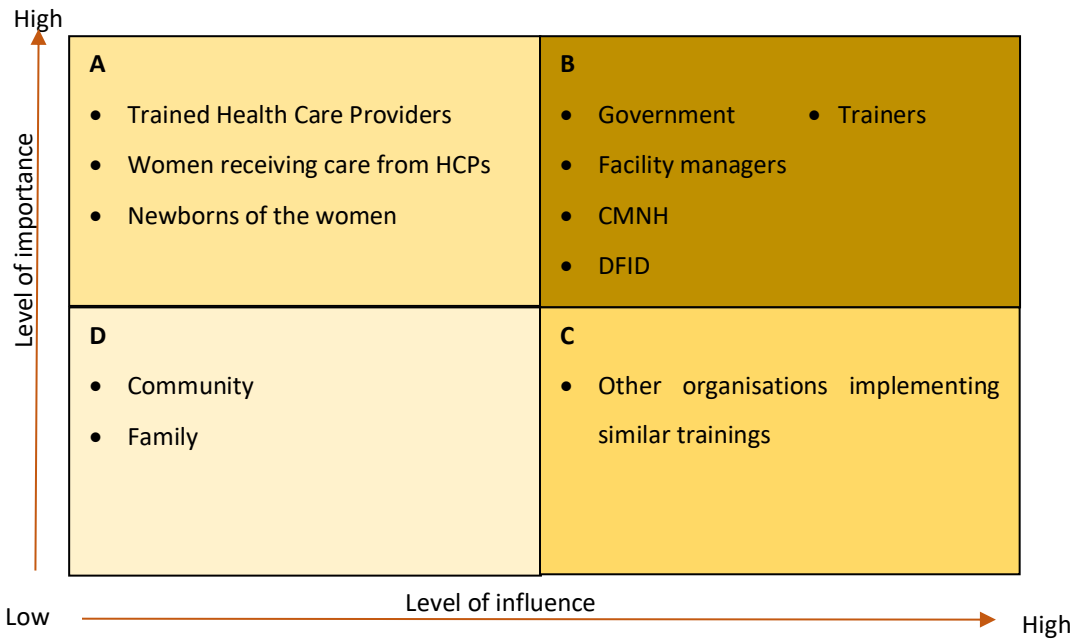 High
Level of importance
A
• Trained Health Care Providers
• Women receiving care from HCPs
• Newborns of the women
B
• Government • Trainers
• Facility managers
• CMNH
• DFID
D
• Community
• Family
C
• Other organisations implementing
similar trainings
Low
Level of influence
High